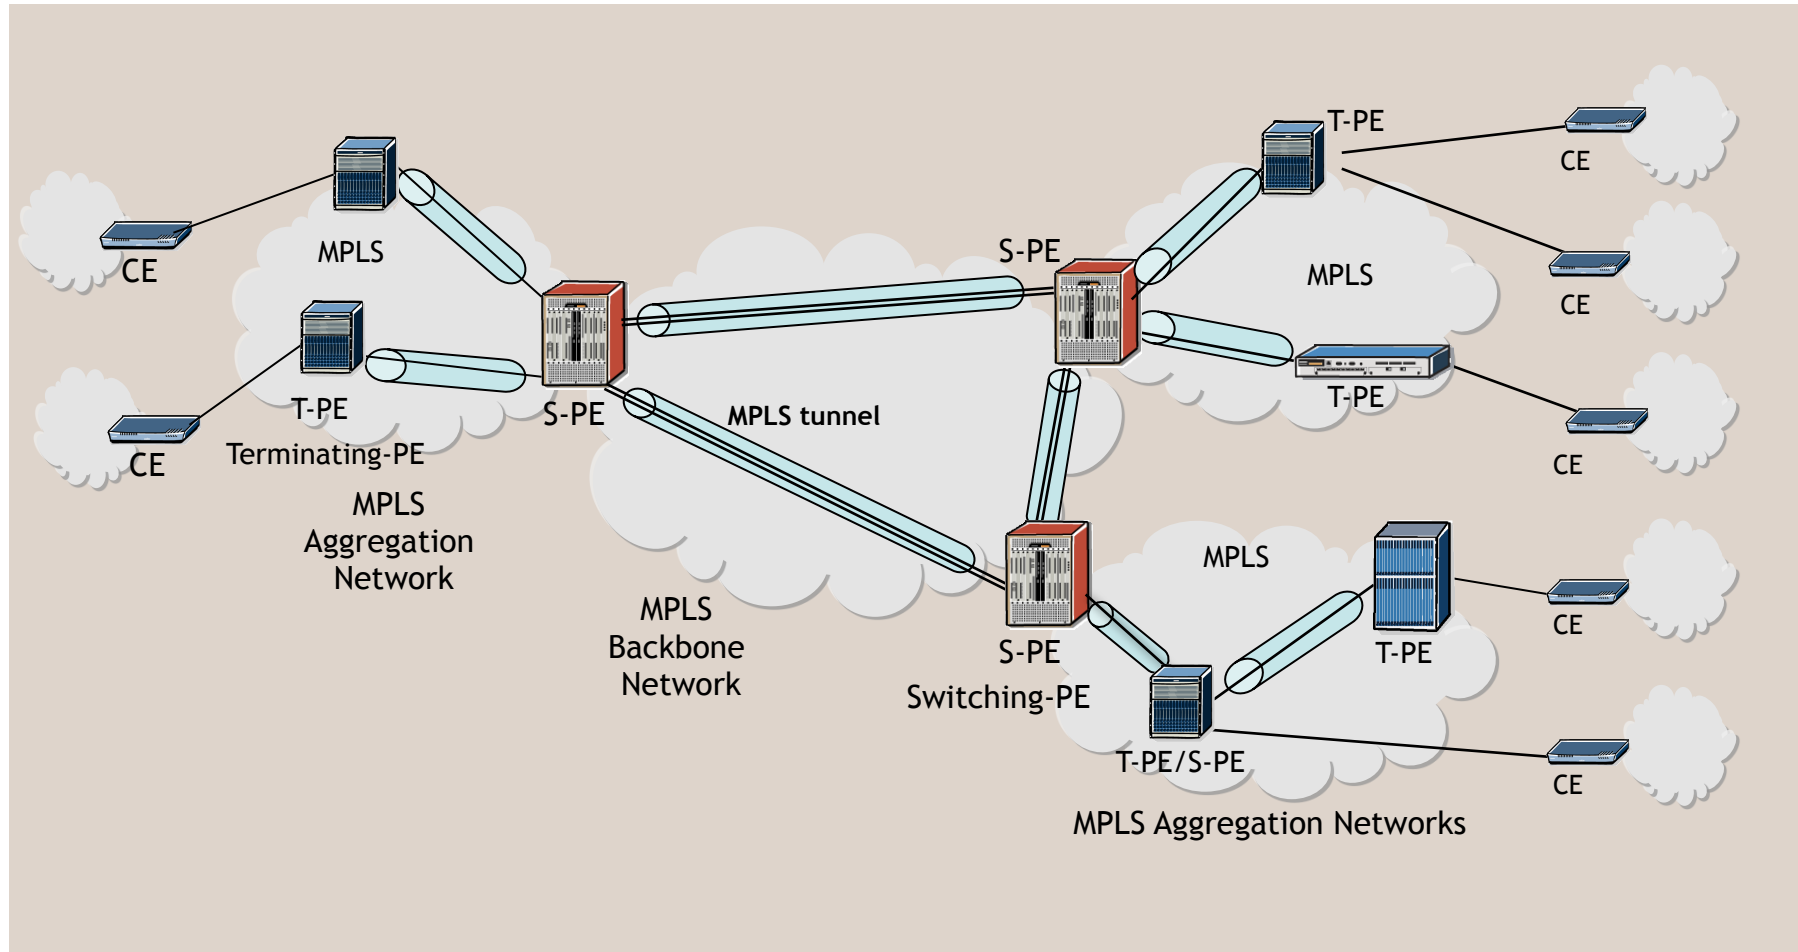 T-PE
CE
MPLS
CE
S-PE
MPLS
CE
T-PE
S-PE
MPLS tunnel
T-PE
CE
Terminating-PE
CE
MPLS
Aggregation
Network
MPLS
MPLS
Backbone
Network
CE
S-PE
T-PE
Switching-PE
T-PE/S-PE
CE
MPLS Aggregation Networks